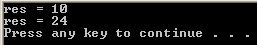 res = 10
res = 24
Press any key to continue . . .